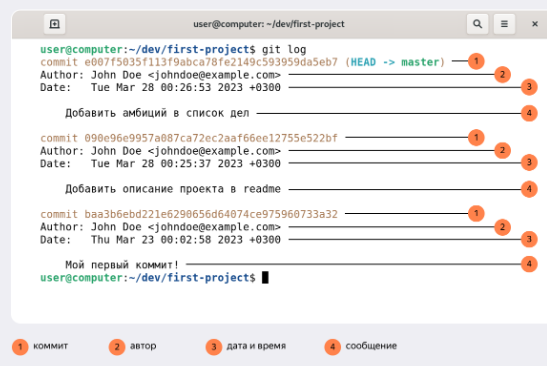 user@computer: ~/dev/first-project
user@computer:~/dev/first-project$ git log
commit e007f5035f113f9abca78fe2149c593959da5eb7 (HEAD -> master) 1
Author: John Doe <johndoe@example.com> 2
Date:   Tue Mar 28 00:26:53 2023 +0300 3
Добавить амбиций в список дел 4
commit 090e96e9957a087ca72ec2aaf66ee12755e522bf 1
Author: John Doe <johndoe@example.com> 2
Date:   Tue Mar 28 00:25:37 2023 +0300 3
Добавить описание проекта в readme 4
commit baa3b6ebd221e6290656d64074ce975960733a32 1
Author: John Doe <johndoe@example.com> 2
Date:   Thu Mar 23 00:02:58 2023 +0300 3
Мой первый коммит! 4
user@computer:~/dev/first-project$
1 коммит 2 автор 3 дата и время 4 сообщение